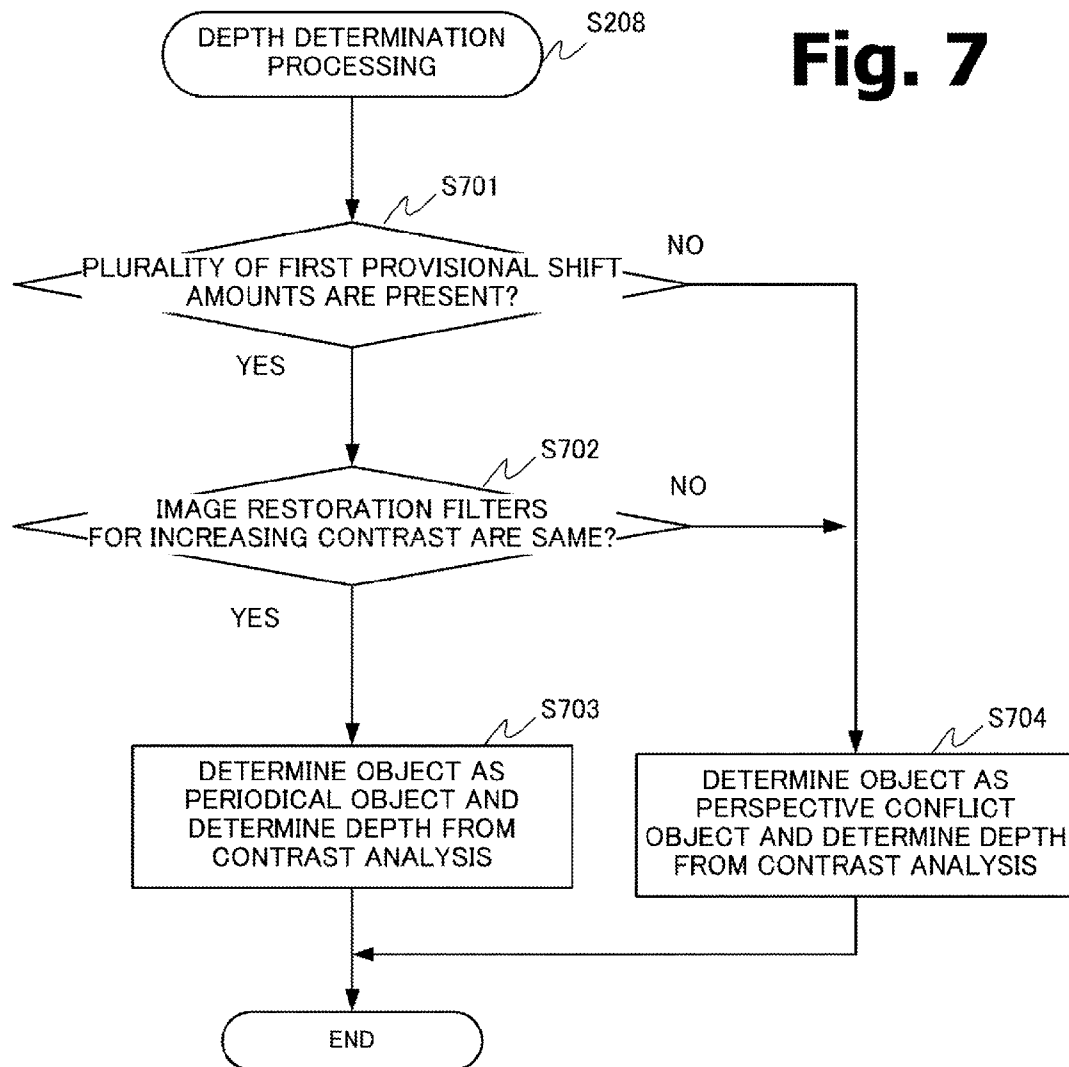 DEPTH DETERMINATION
PROCESSING
S208
Fig. 7
S701
PLURALITY OF FIRST PROVISIONAL SHIFT
AMOUNTS ARE PRESENT?
NO
YES
S702
IMAGE RESTORATION FILTERS
FOR INCREASING CONTRAST ARE SAME?
NO
YES
S703
DETERMINE OBJECT AS
PERIODICAL OBJECT AND
DETERMINE DEPTH FROM
CONTRAST ANALYSIS
S704
DETERMINE OBJECT AS
PERSPECTIVE CONFLICT
OBJECT AND DETERMINE DEPTH
FROM CONTRAST ANALYSIS
END